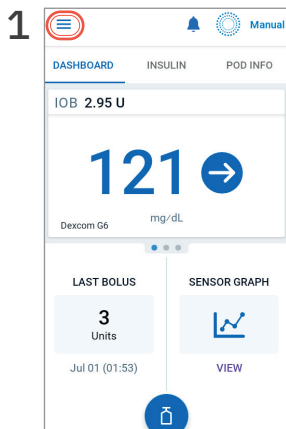 1
Manual
DASHBOARD INSULIN POD INFO
IOB 2.95 U
121
mg/dL
Dexcom G6
LAST BOLUS SENSOR GRAPH
3
Units
Jul 01 (01:53) VIEW